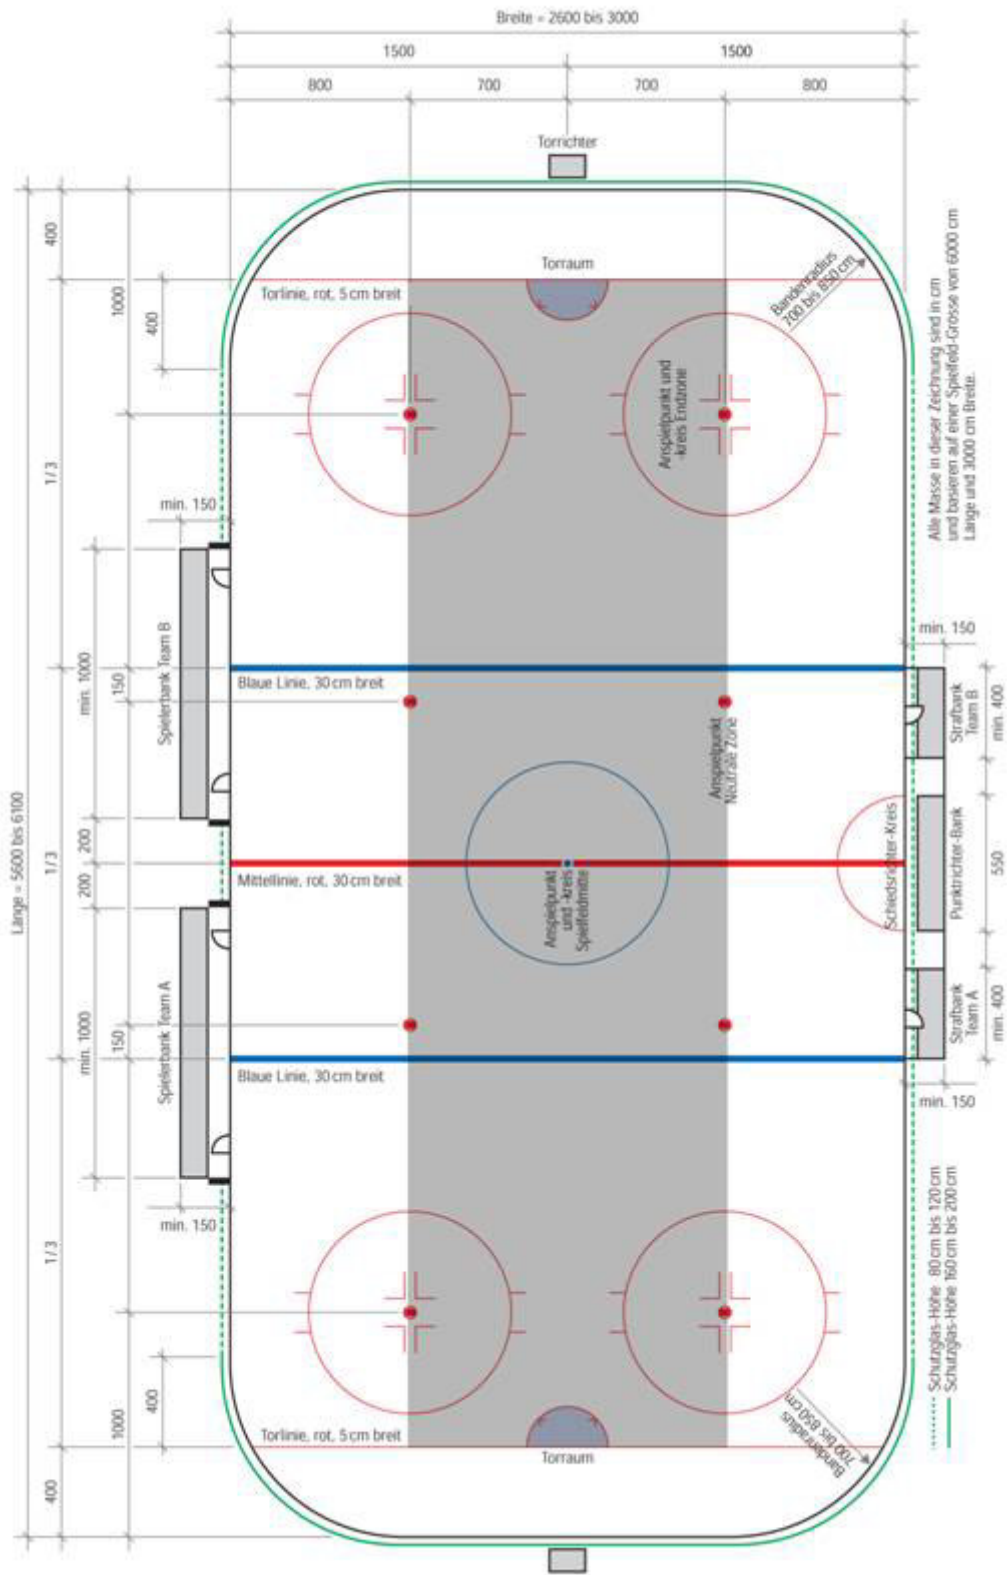 Breite = 2600 bis 3000
1500
1500
800
700
700
800
Torrichter
Länge = 5600 bis 6100
400
1/3
1/3
1/3
400
1000
400
150
150
400
1000
min. 1000
200
200
min. 1000
min. 150
min. 150
Spielerbank Team B
Spielerbank Team A
Torraum
Torlinie, rot, 5 cm breit
Bandenradius
700 bis 850 cm
Anspielpunkt und
-kreis Endzone
Blaue Linie, 30 cm breit
Anspielpunkt
Neutrale Zone
Mittellinie, rot, 30 cm breit
Anspielpunkt
und -kreis
Spielfeldmitte
Schiedsrichter-Kreis
Blaue Linie, 30 cm breit
Torlinie, rot, 5 cm breit
Torraum
Bandenradius
700 bis 850 cm
Alle Masse in dieser Zeichnung sind in cm
und basieren auf einer Spielfeld-Grösse von 6000 cm
Länge und 3000 cm Breite.
min. 150
Strafbank
Team B
min. 400
Punktrichter-Bank
550
Strafbank
Team A
min. 400
min. 150
Schutzglas-Höhe 80 cm bis 120 cm
Schutzglas-Höhe 160 cm bis 200 cm